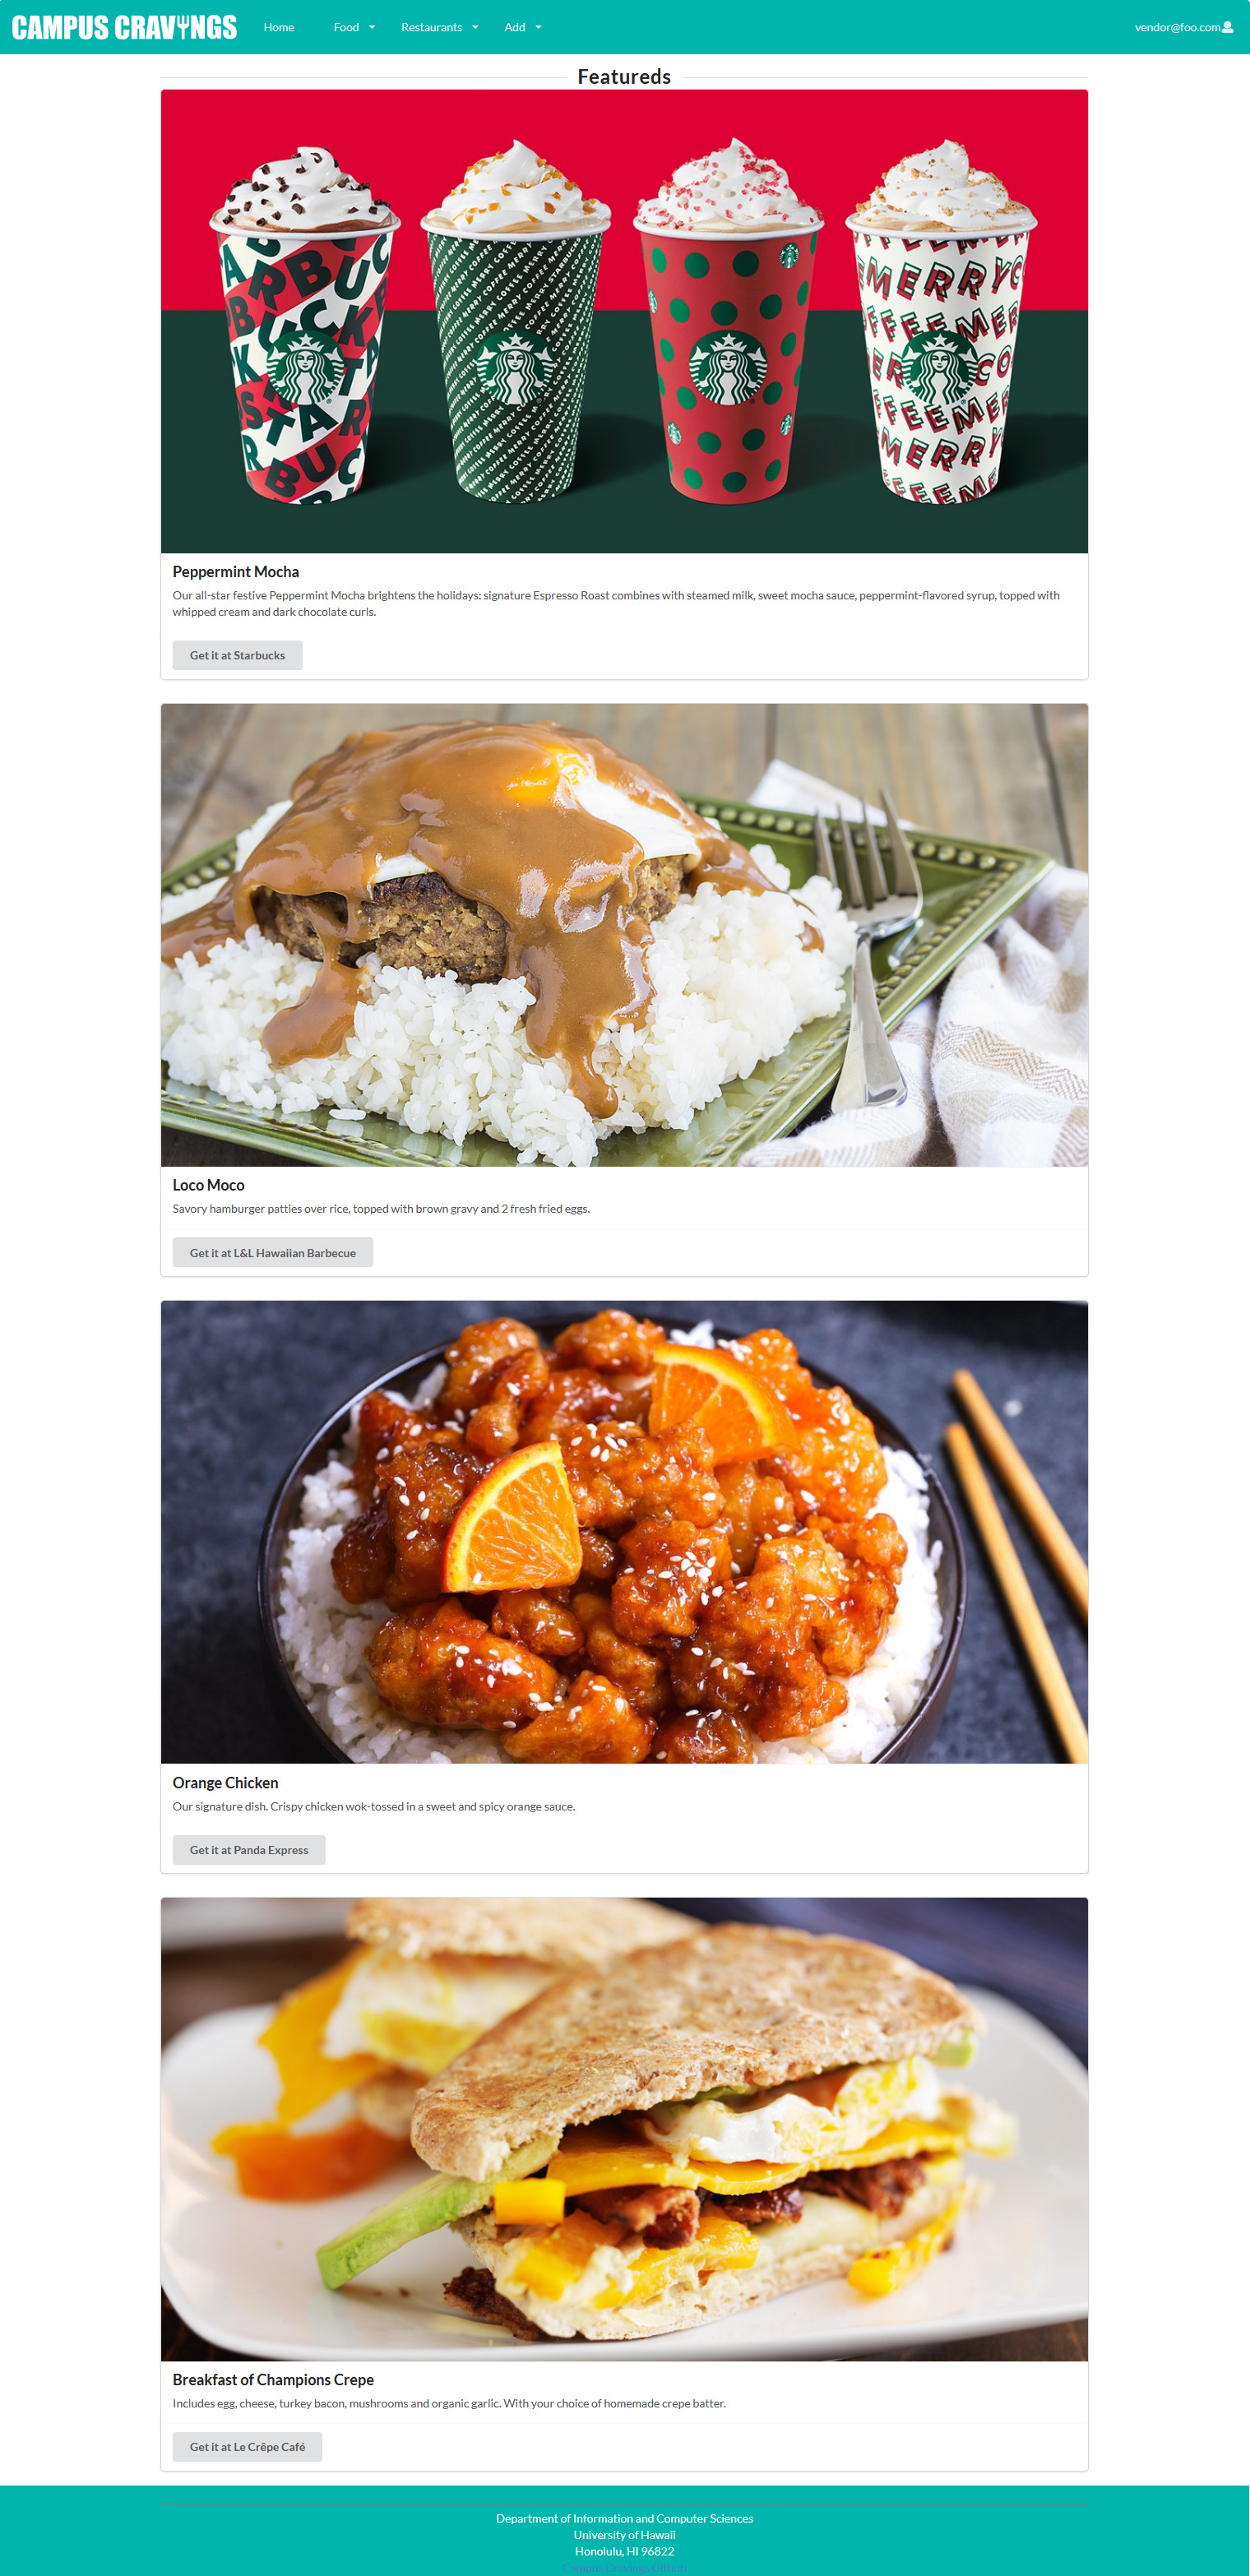 CAMPUS CRAVINGS
Home
Food
Restaurants
Add
vendor@foo.com
Featureds
Peppermint Mocha
Our all-star festive Peppermint Mocha brightens the holidays: signature Espresso Roast combines with steamed milk, sweet mocha sauce, peppermint-flavored syrup, topped with
whipped cream and dark chocolate curls.
Get it at Starbucks
Loco Moco
Savory hamburger patties over rice, topped with brown gravy and 2 fresh fried eggs.
Get it at L&L Hawaiian Barbecue
Orange Chicken
Our signature dish. Crispy chicken wok-tossed in a sweet and spicy orange sauce.
Get it at Panda Express
Breakfast of Champions Crepe
Includes egg, cheese, turkey bacon, mushrooms and organic garlic. With your choice of homemade crepe batter.
Get it at Le Crêpe Café
Department of Information and Computer Sciences
University of Hawaii
Honolulu, HI 96822
Campus Cravings Github